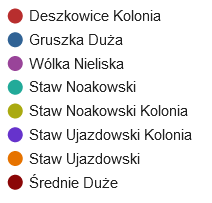 Deszkowice Kolonia
Gruszka Duża
Wólka Nieliska
Staw Noakowski
Staw Noakowski Kolonia
Staw Ujazdowski Kolonia
Staw Ujazdowski
Średnie Duże